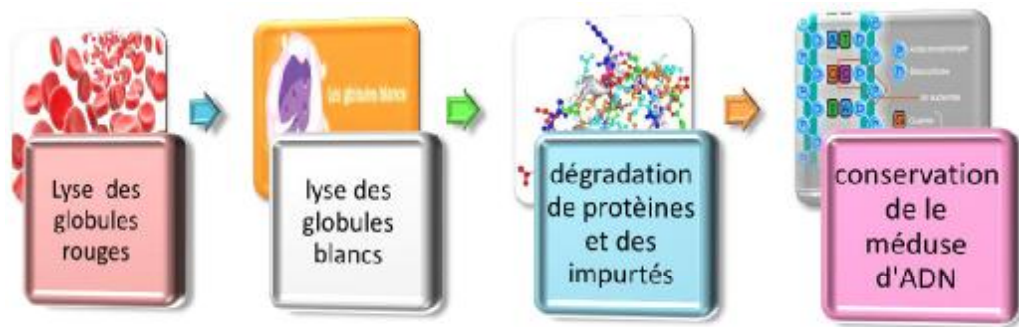 Les globules blancs
Lyse des
globules
rouges
lyse des
globules
blancs
dégradation
de protèines
et des
impurtés
conservation
de le
méduse
d'ADN